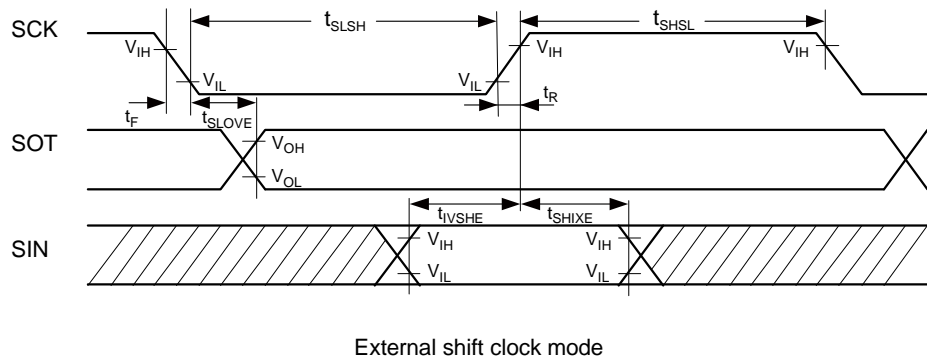 SCK
tSLSH
tSHSL
VIH
VIL
VIL
VIH
VIH
tF
tSLOVE
tR
SOT
VOH
VOL
tIVSHE
tSHIXE
SIN
VIH
VIL
VIH
VIL
External shift clock mode